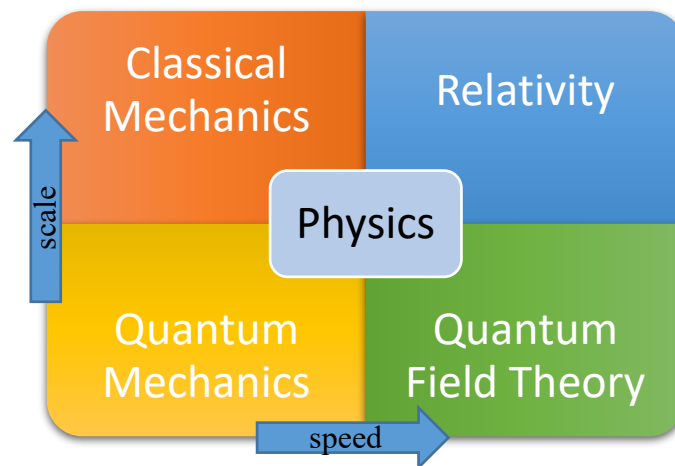 Classical
Mechanics
Relativity
scale
Physics
Quantum
Mechanics
Quantum
Field Theory
speed